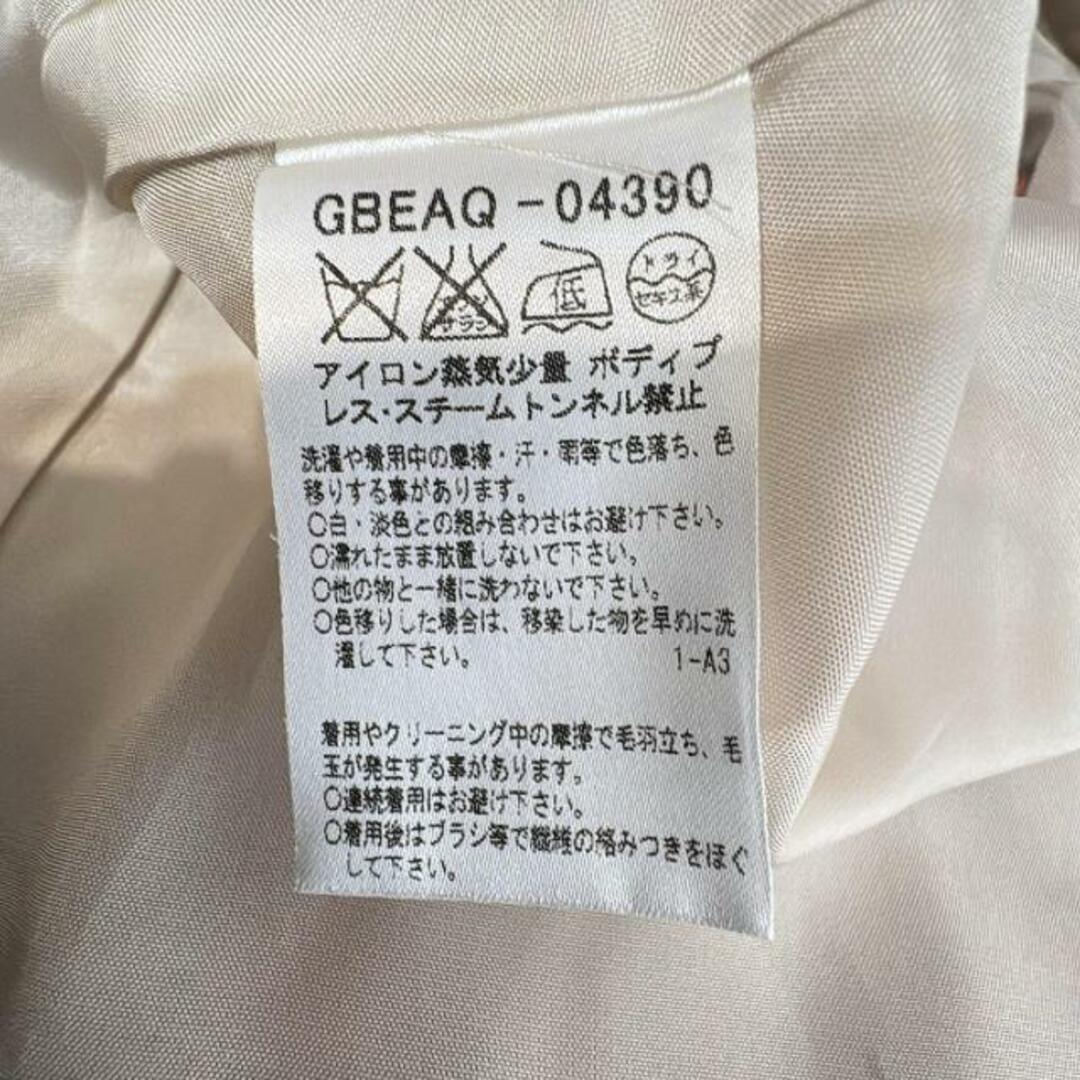 GBEAQ-04390
エンソ
サラシ
低
ドライ
セキユ系
アイロン蒸気少量 ボディプ
レス・スチームトンネル禁止
洗濯や着用中の摩擦・汗・雨等で色落ち、色
移りする事があります。
○白・淡色との組み合わせはお避け下さい。
○濡れたまま放置しないで下さい。
○他の物と一緒に洗わないで下さい。
○色移りした場合は、移染した物を早めに洗
濯して下さい。 1-A3
着用やクリーニング中の摩擦で毛羽立ち、毛
玉が発生する事があります。
○連続着用はお避け下さい。
○着用後はブラシ等で繊維の絡みつきをほぐ
して下さい。